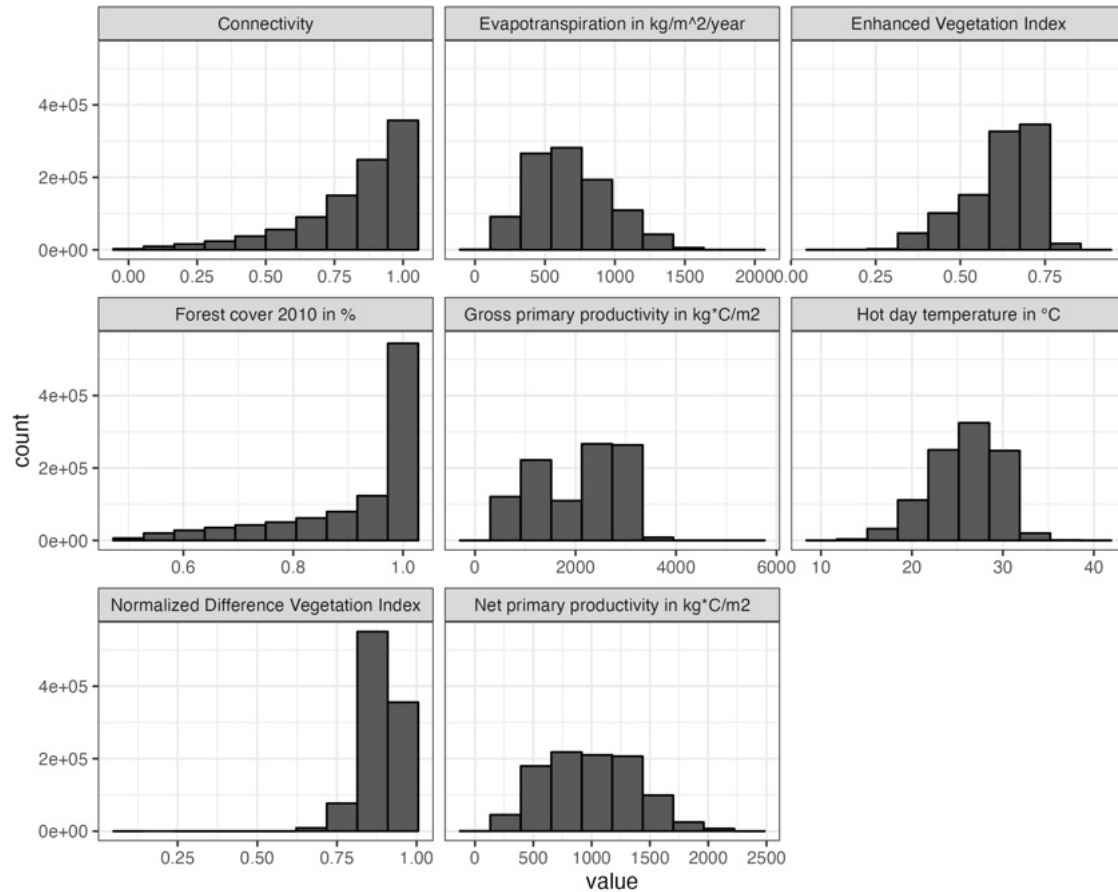 Connectivity
Evapotranspiration in kg/m^2/year
Enhanced Vegetation Index
4e+05
2e+05
0e+00
0.00 0.25 0.50 0.75 1.00
0 500 1000 1500 2000
0.00 0.25 0.50 0.75
Forest cover 2010 in %
Gross primary productivity in kg*C/m2
Hot day temperature in °C
count
4e+05
2e+05
0e+00
0.6 0.8 1.0
0 2000 4000 6000
10 20 30 40
Normalized Difference Vegetation Index
Net primary productivity in kg*C/m2
4e+05
2e+05
0e+00
0.25 0.50 0.75 1.00
0 500 1000 1500 2000 2500
value